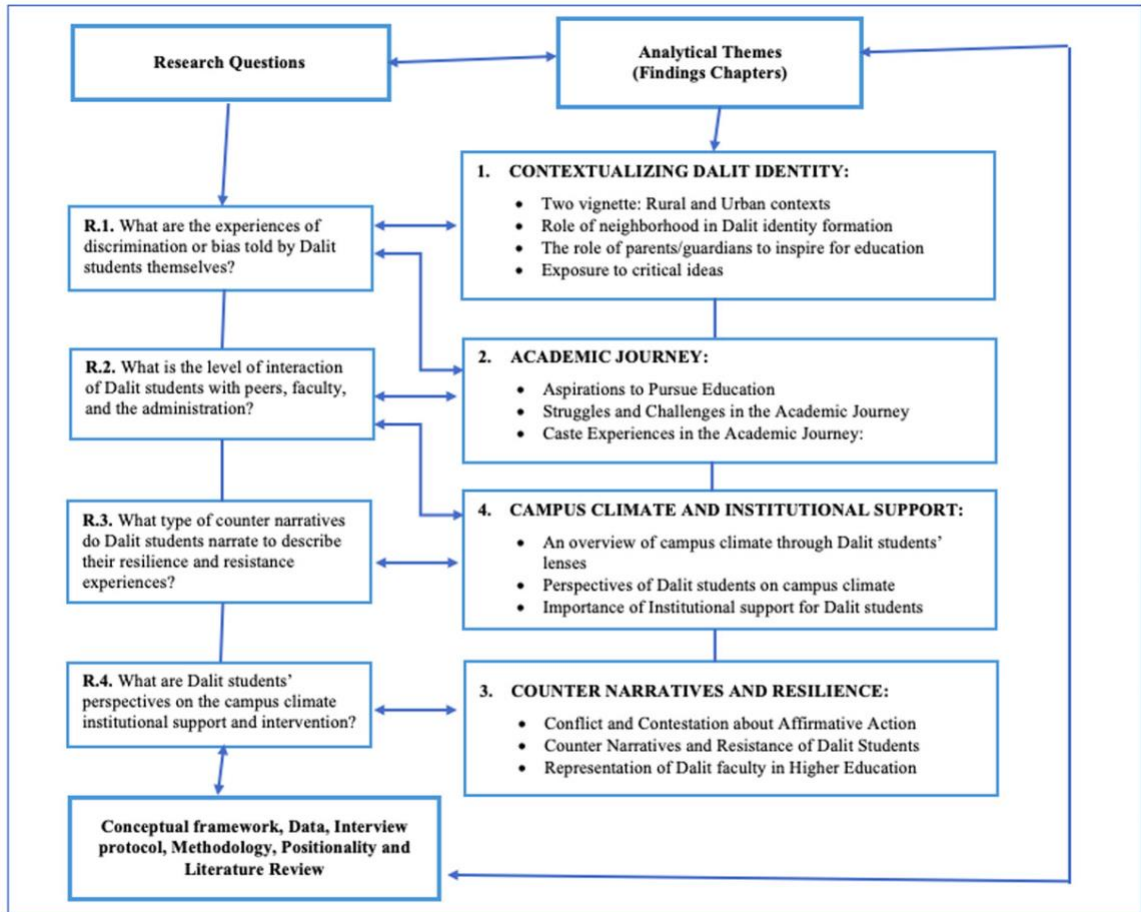 Research Questions
Analytical Themes
(Findings Chapters)
R.1. What are the experiences of
discrimination or bias told by Dalit
students themselves?
1. CONTEXTUALIZING DALIT IDENTITY:
• Two vignette: Rural and Urban contexts
• Role of neighborhood in Dalit identity formation
• The role of parents/guardians to inspire for education
• Exposure to critical ideas
R.2. What is the level of interaction
of Dalit students with peers, faculty,
and the administration?
2. ACADEMIC JOURNEY:
• Aspirations to Pursue Education
• Struggles and Challenges in the Academic Journey
• Caste Experiences in the Academic Journey:
R.3. What type of counter narratives
do Dalit students narrate to describe
their resilience and resistance
experiences?
4. CAMPUS CLIMATE AND INSTITUTIONAL SUPPORT:
• An overview of campus climate through Dalit students’
lenses
• Perspectives of Dalit students on campus climate
• Importance of Institutional support for Dalit students
R.4. What are Dalit students’
perspectives on the campus climate
institutional support and intervention?
3. COUNTER NARRATIVES AND RESILIENCE:
• Conflict and Contestation about Affirmative Action
• Counter Narratives and Resistance of Dalit Students
• Representation of Dalit faculty in Higher Education
Conceptual framework, Data, Interview
protocol, Methodology, Positionality and
Literature Review